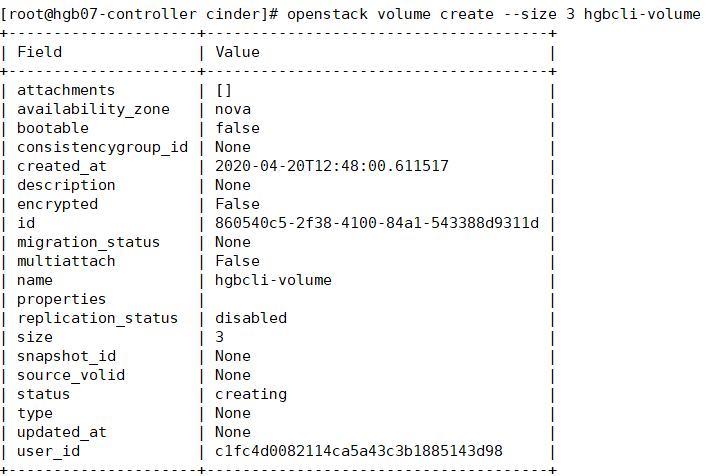 [root@hgb07-controller cinder]# openstack volume create --size 3 hgbcli-volume
+---------------------+--------------------------------------+
| Field               | Value                                |
+---------------------+--------------------------------------+
| attachments         | []                                   |
| availability_zone   | nova                                 |
| bootable            | false                                |
| consistencygroup_id | None                                 |
| created_at          | 2020-04-20T12:48:00.611517           |
| description         | None                                 |
| encrypted           | False                                |
| id                  | 860540c5-2f38-4100-84a1-543388d9311d |
| migration_status    | None                                 |
| multiattach         | False                                |
| name                | hgbcli-volume                        |
| properties          |                                      |
| replication_status  | disabled                             |
| size                | 3                                    |
| snapshot_id         | None                                 |
| source_volid        | None                                 |
| status              | creating                             |
| type                | None                                 |
| updated_at          | None                                 |
| user_id             | c1fc4d0082114ca5a43c3b1885143d98     |
+---------------------+--------------------------------------+